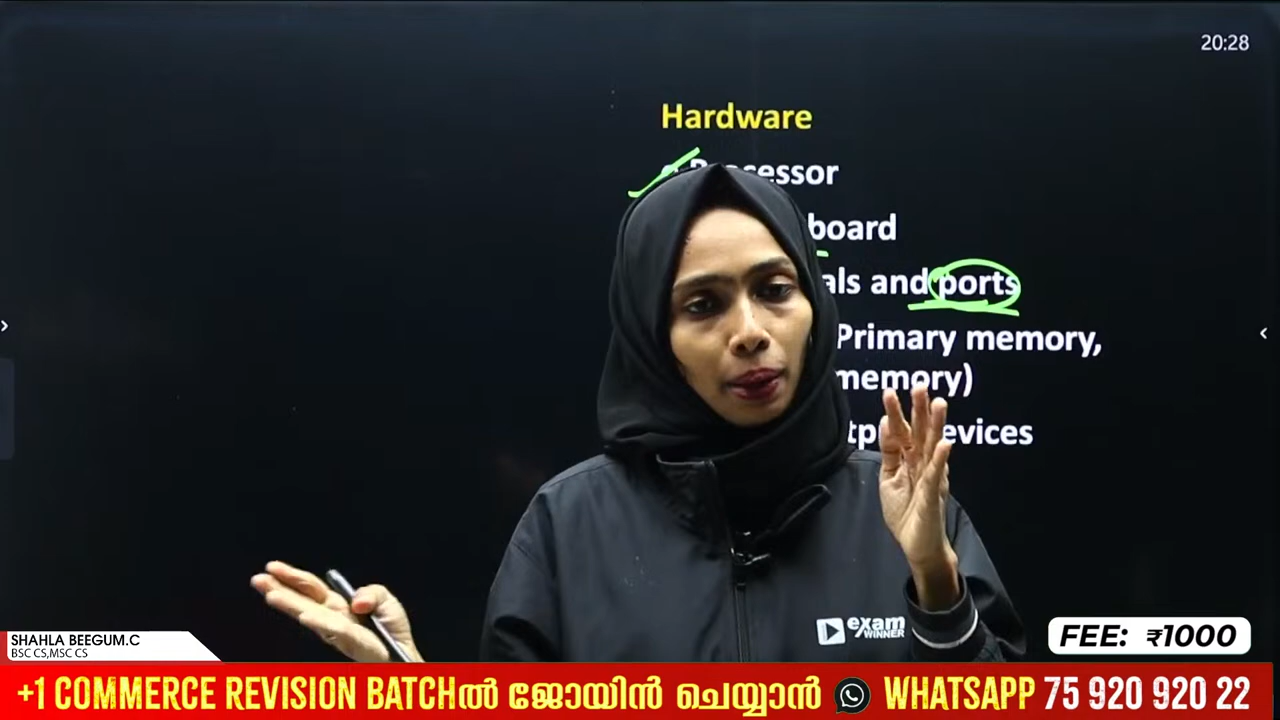 20:28
Hardware
Processor
board
als and ports
Primary memory,
memory)
evices
exam
WINNER
SHAHLA BEEGUM.C
BSC CS,MSC CS
FEE: ₹1000
+1 COMMERCE REVISION BATCHൽ ജോയിൻ ചെയ്യാൻ WHATSAPP 75 920 920 22